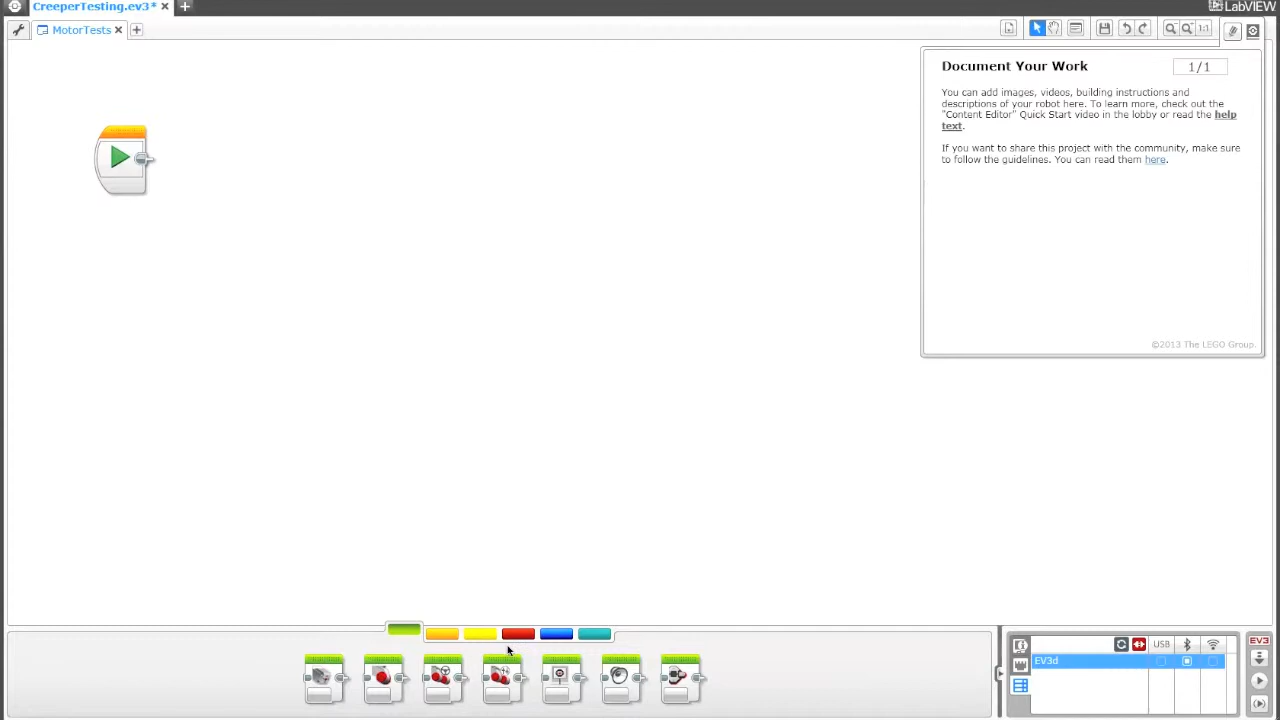 CreeperTesting.ev3*
LabVIEW
MotorTests
1:1
Document Your Work
1/1
You can add images, videos, building instructions and
descriptions of your robot here. To learn more, check out the
"Content Editor" Quick Start video in the lobby or read the help
text.
If you want to share this project with the community, make sure
to follow the guidelines. You can read them here.
©2013 The LEGO Group.
USB
EV3
EV3d